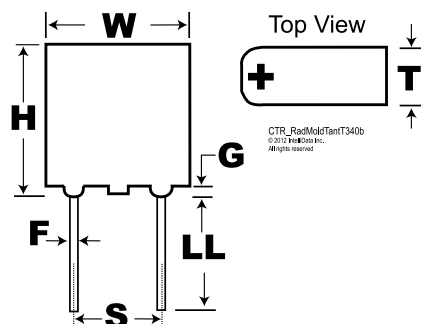 W
Top View
H
+
T
CTR_RadMoldTantT340b
© 2012 IntelliData Inc.
All rights reserved
G
F
LL
S